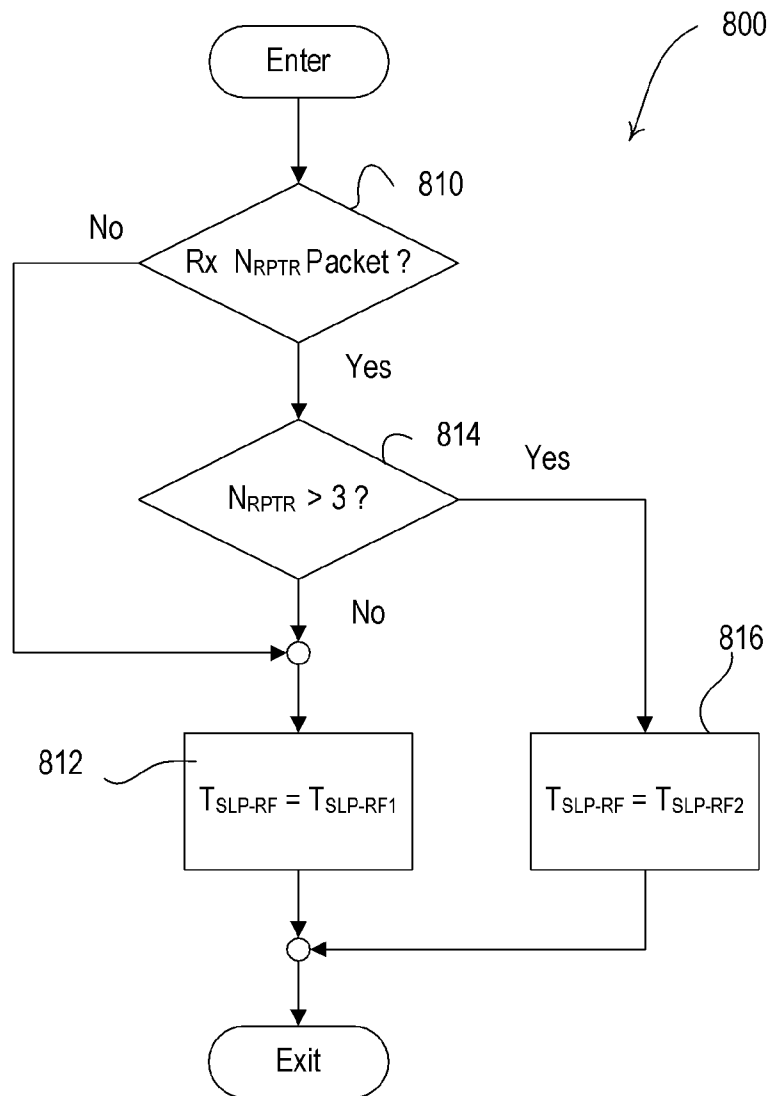 800
Enter
810
No
Rx NRPTR Packet ?
Yes
814
Yes
NRPTR > 3 ?
No
816
812
TSLP-RF = TSLP-RF1
TSLP-RF = TSLP-RF2
Exit